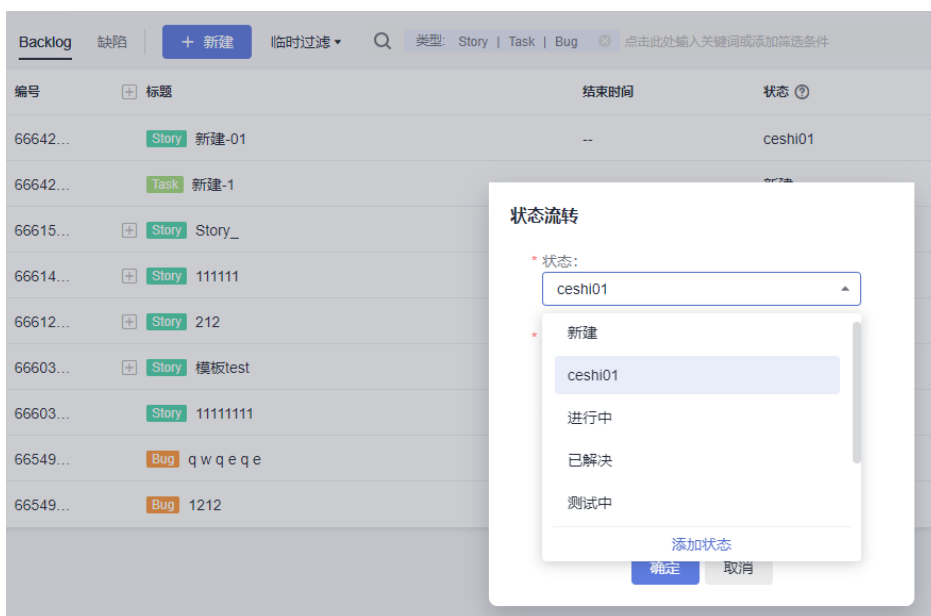 Backlog 缺陷 + 新建 临时过滤 类型: Story | Task | Bug 点击此处输入关键词或添加筛选条件
编号 标题 结束时间 状态
66642... Story 新建-01 -- ceshi01
66642... Task 新建-1 新建
66615... Story Story_
66614... Story 111111
66612... Story 212
66603... Story 模板test
66603... Story 11111111
66549... Bug q w q e q e
66549... Bug 1212
状态流转
* 状态:
ceshi01
*
新建
ceshi01
进行中
已解决
测试中
添加状态
确定 取消